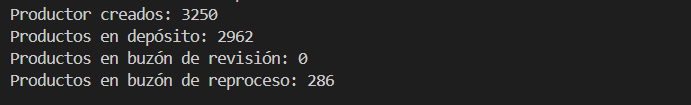 Productor creados: 3250
Productos en depósito: 2962
Productos en buzón de revisión: 0
Productos en buzón de reproceso: 286